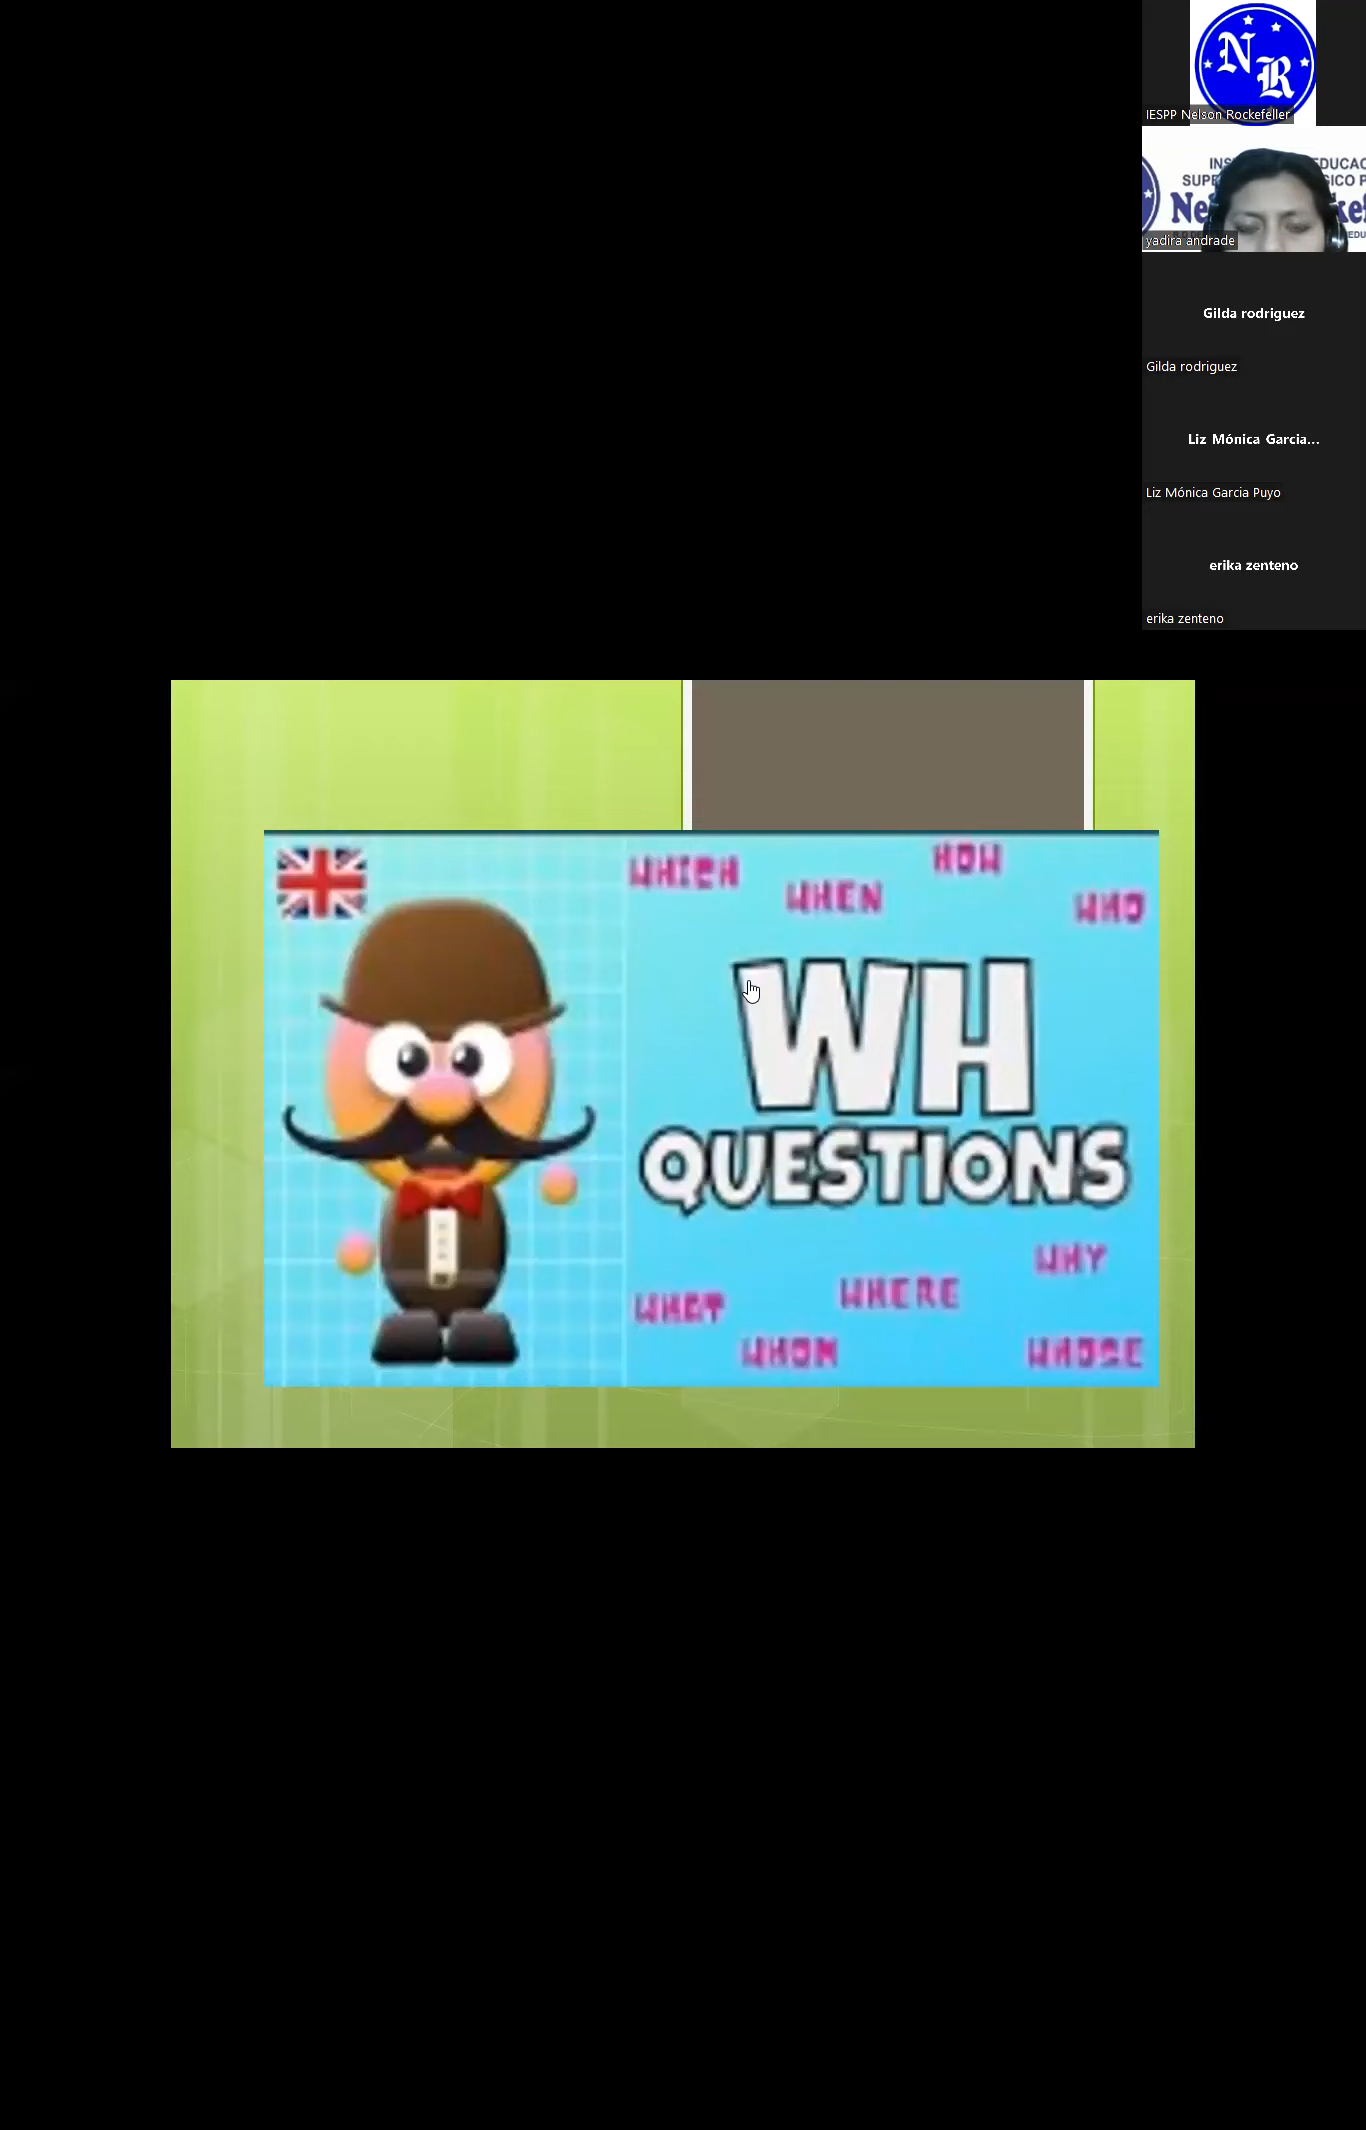 N
R
IESPP Nelson Rockefeller
yadira andrade
Gilda rodriguez
Gilda rodriguez
Liz Mónica Garcia...
Liz Mónica Garcia Puyo
erika zenteno
erika zenteno
WHICH
WHEN
HOW
WHO
WH
QUESTIONS
WHY
WHERE
WHAT
WHOM
WHOSE